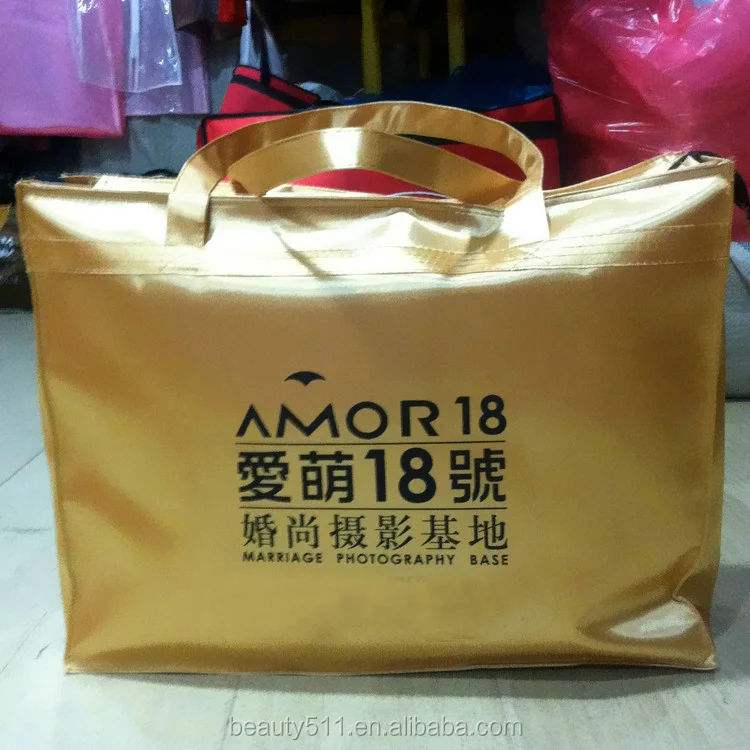 AMOR 18
愛萌18號
婚尚摄影基地
MARRIAGE PHOTOGRAPHY BASE
beauty511.en.alibaba.com